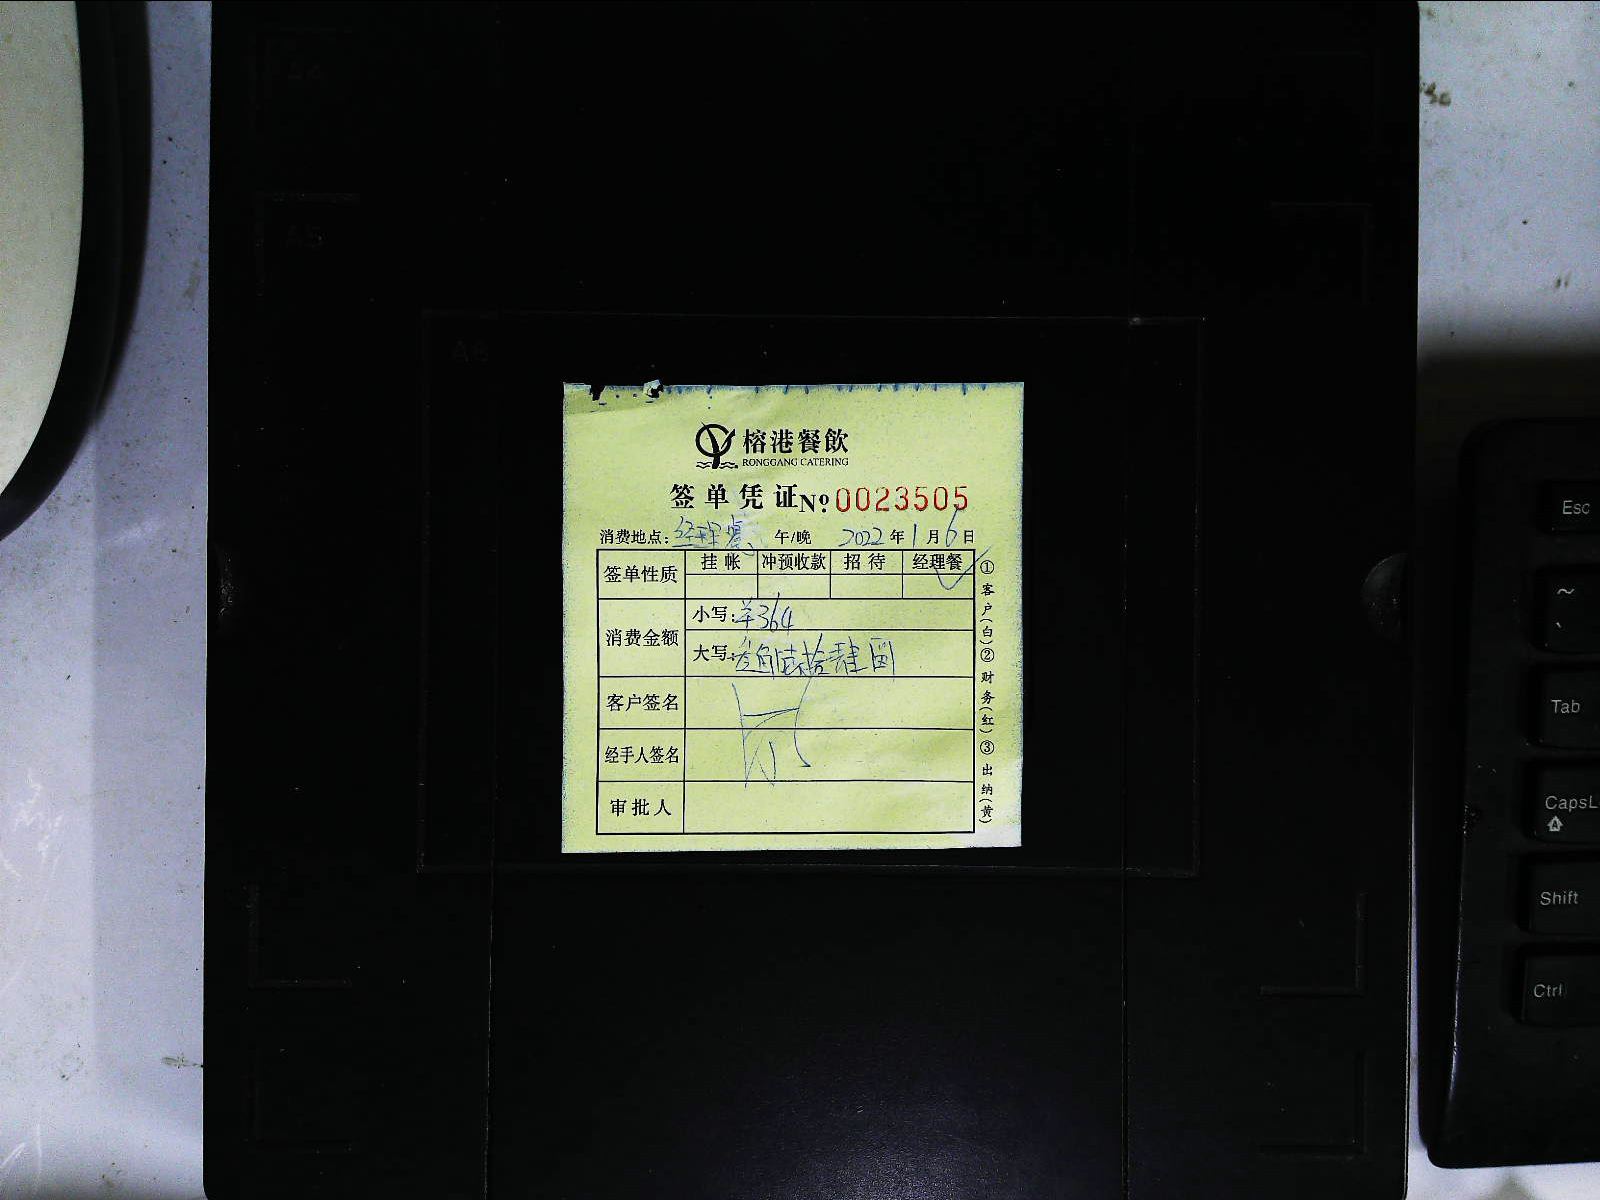 A4
A5
A6
榕港餐飲
RONGGANG CATERING
签单凭证 №:0023505
消费地点:经理餐 午/晚 2022年1月6日
签单性质 挂帐 冲预收款 招待 经理餐
消费金额 小写:¥364
大写:叁佰陆拾肆圆
客户签名
经手人签名
审批人
①客户(白)②财务(红)③出纳(黄)
Esc
~
Tab
CapsL
A
Shift
Ctrl